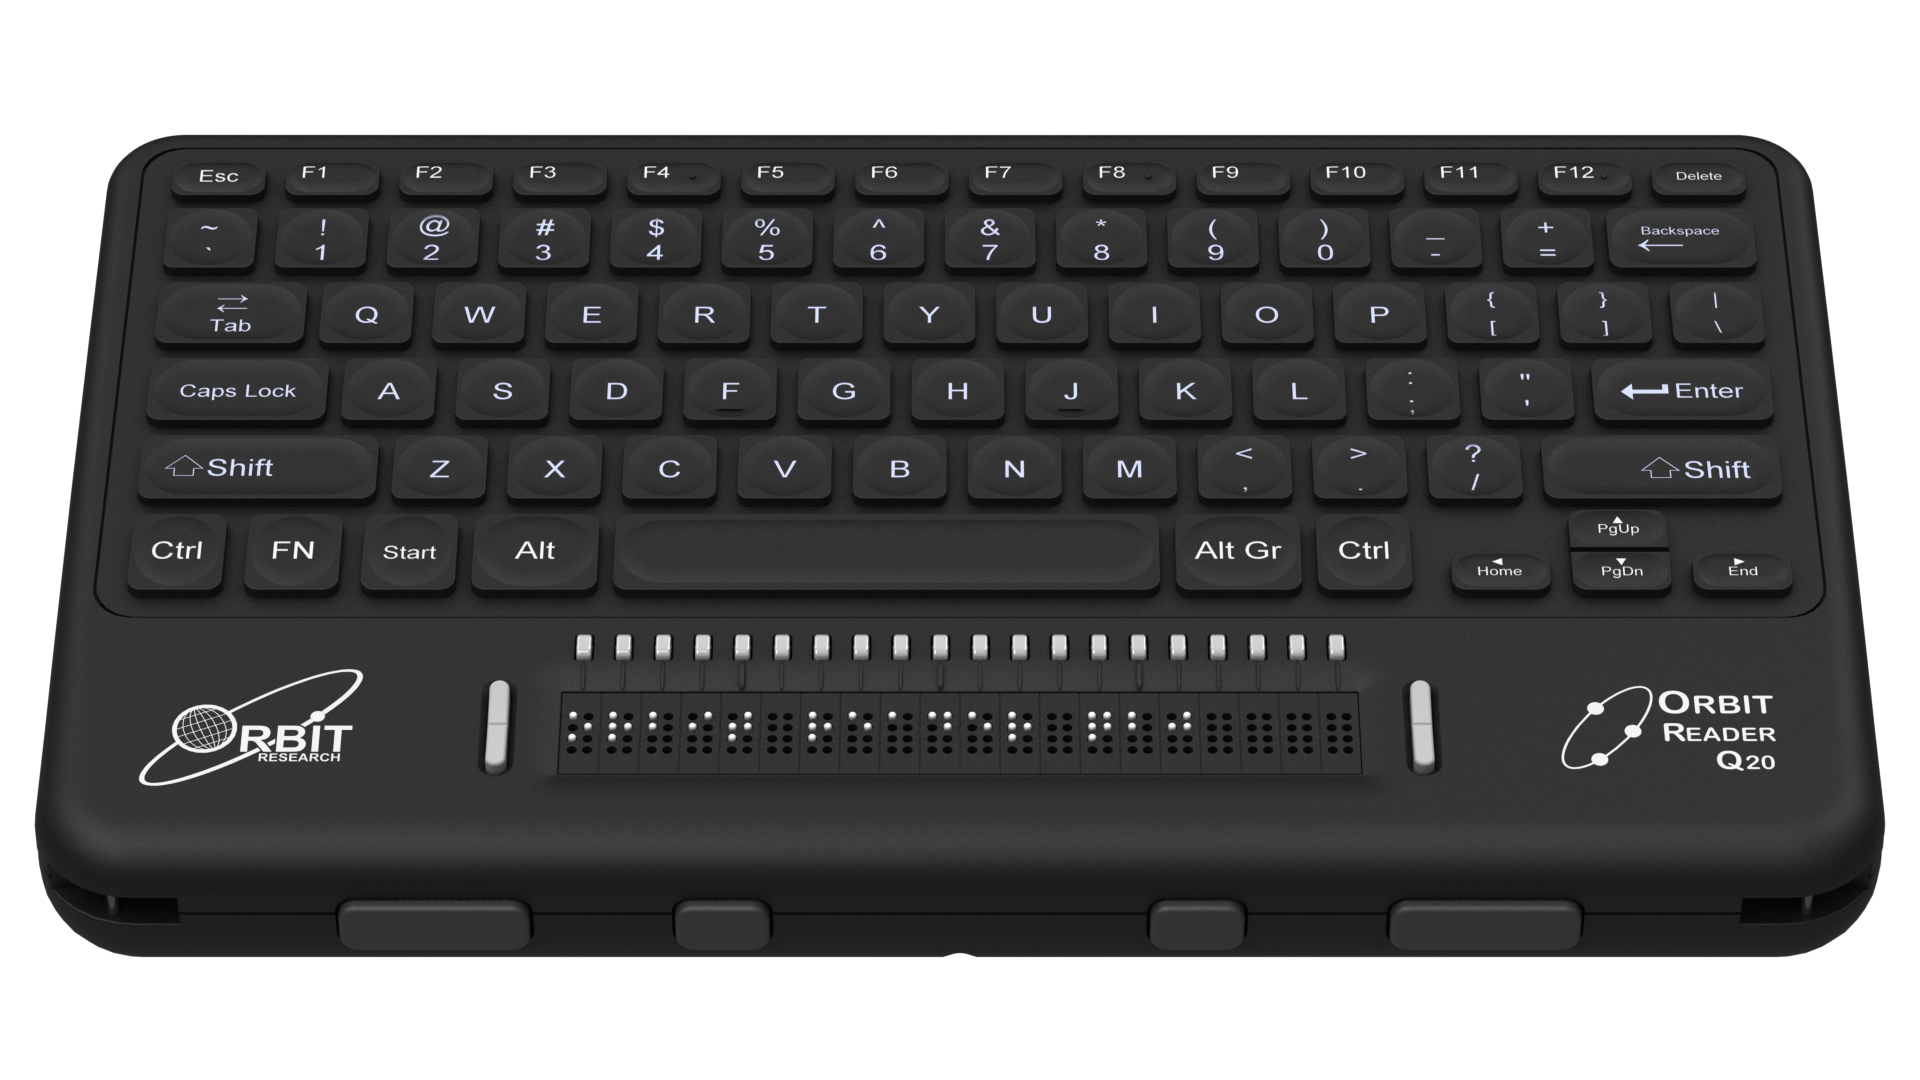 Esc F1 F2 F3 F4 F5 F6 F7 F8 F9 F10 F11 F12 Delete
~ ! @ # $ % ^ & * ( ) _ + Backspace
` 1 2 3 4 5 6 7 8 9 0 - = ←
⇄ { } |
Tab Q W E R T Y U I O P [ ] \
Caps Lock A S D F G H J K L : ; " ' Enter
⇧ Shift Z X C V B N M < , > . ? / ⇧ Shift
Ctrl FN Start Alt Alt Gr Ctrl
▲ PgUp
◄ Home ▼ PgDn ► End
ORBIT
RESEARCH
⠕⠗⠃⠊⠞ ⠗⠑⠁⠙⠑⠗ ⠟⠃⠚
ORBIT
READER
Q20